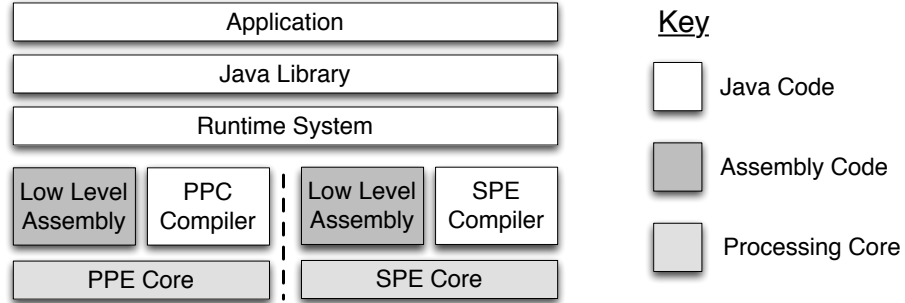 Application
Java Library
Runtime System
Low Level
Assembly
PPC
Compiler
Low Level
Assembly
SPE
Compiler
PPE Core
SPE Core
Key
Java Code
Assembly Code
Processing Core